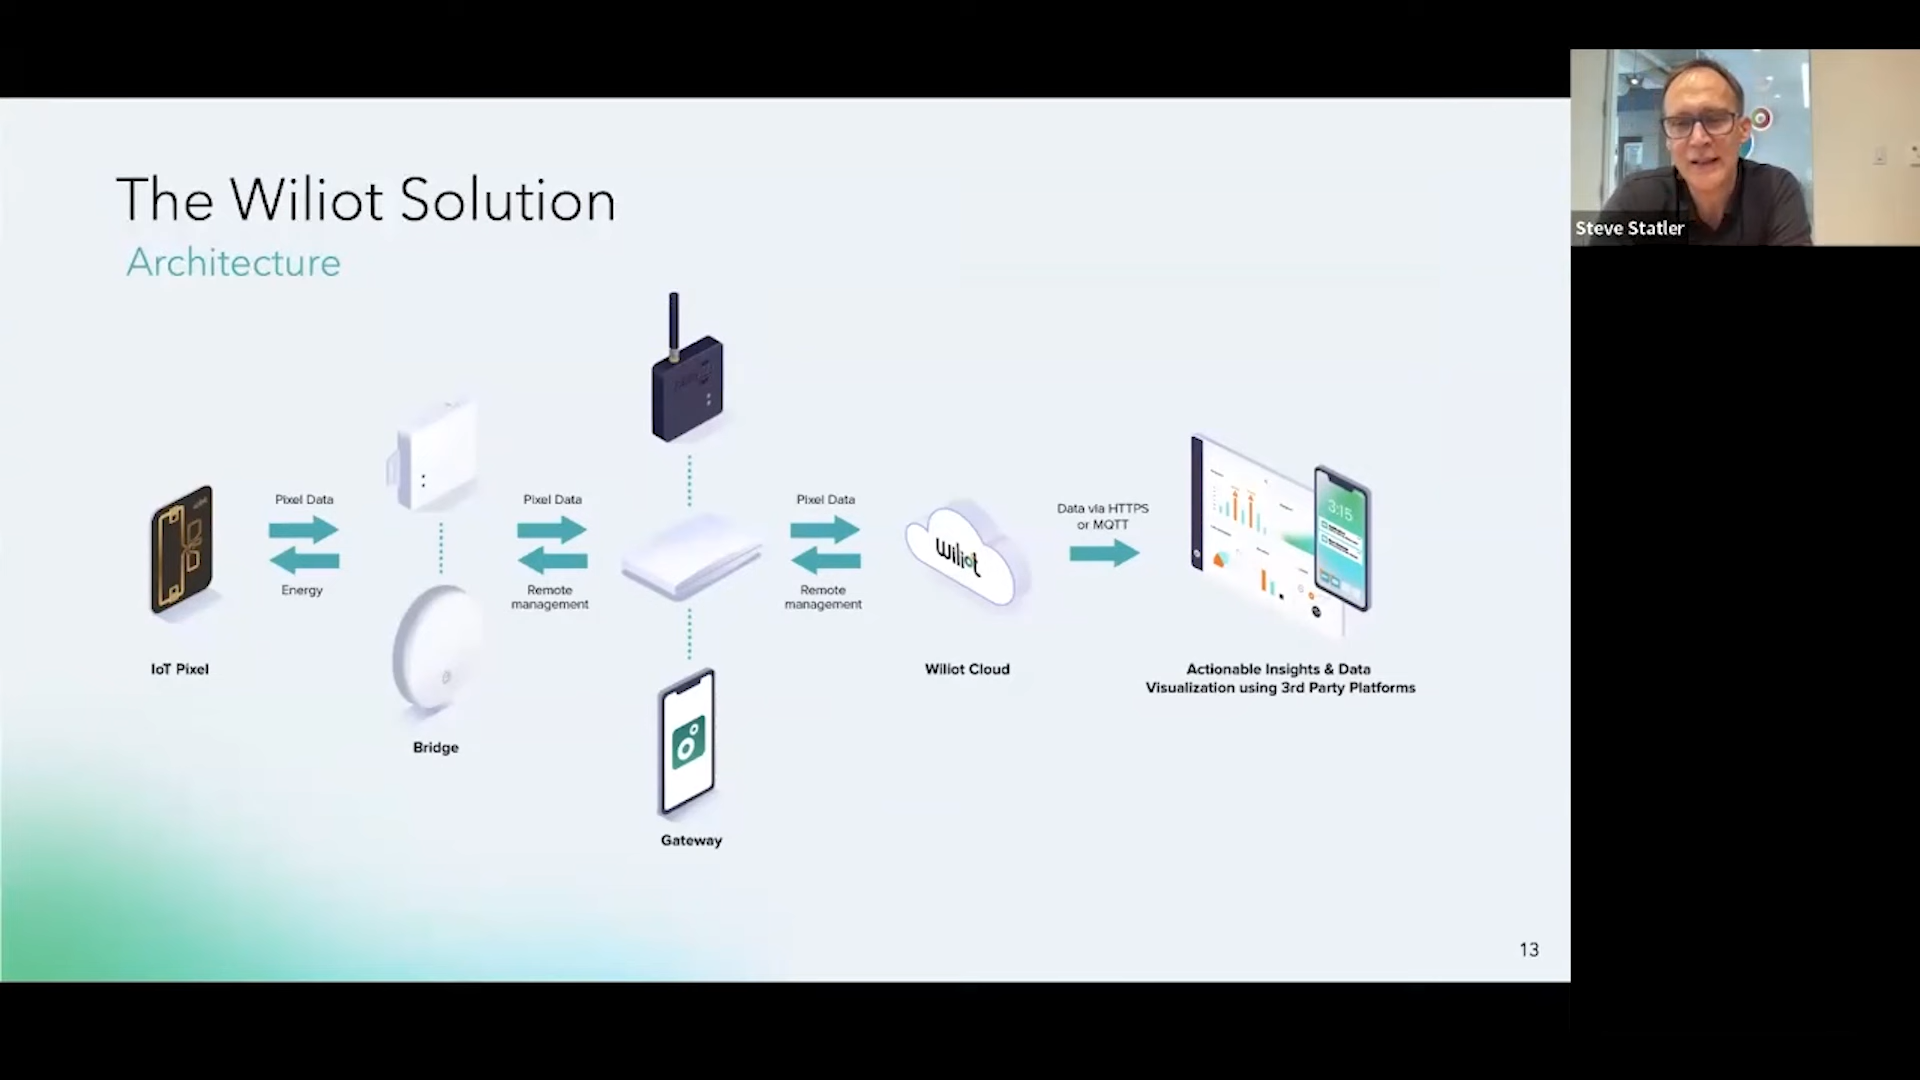 The Wiliot Solution
Architecture
Steve Statler
Pixel Data
Energy
Pixel Data
Remote
management
Pixel Data
Remote
management
wiliot
Data via HTTPS
or MQTT
3:15
IoT Pixel
Bridge
Gateway
Wiliot Cloud
Actionable Insights & Data
Visualization using 3rd Party Platforms
13